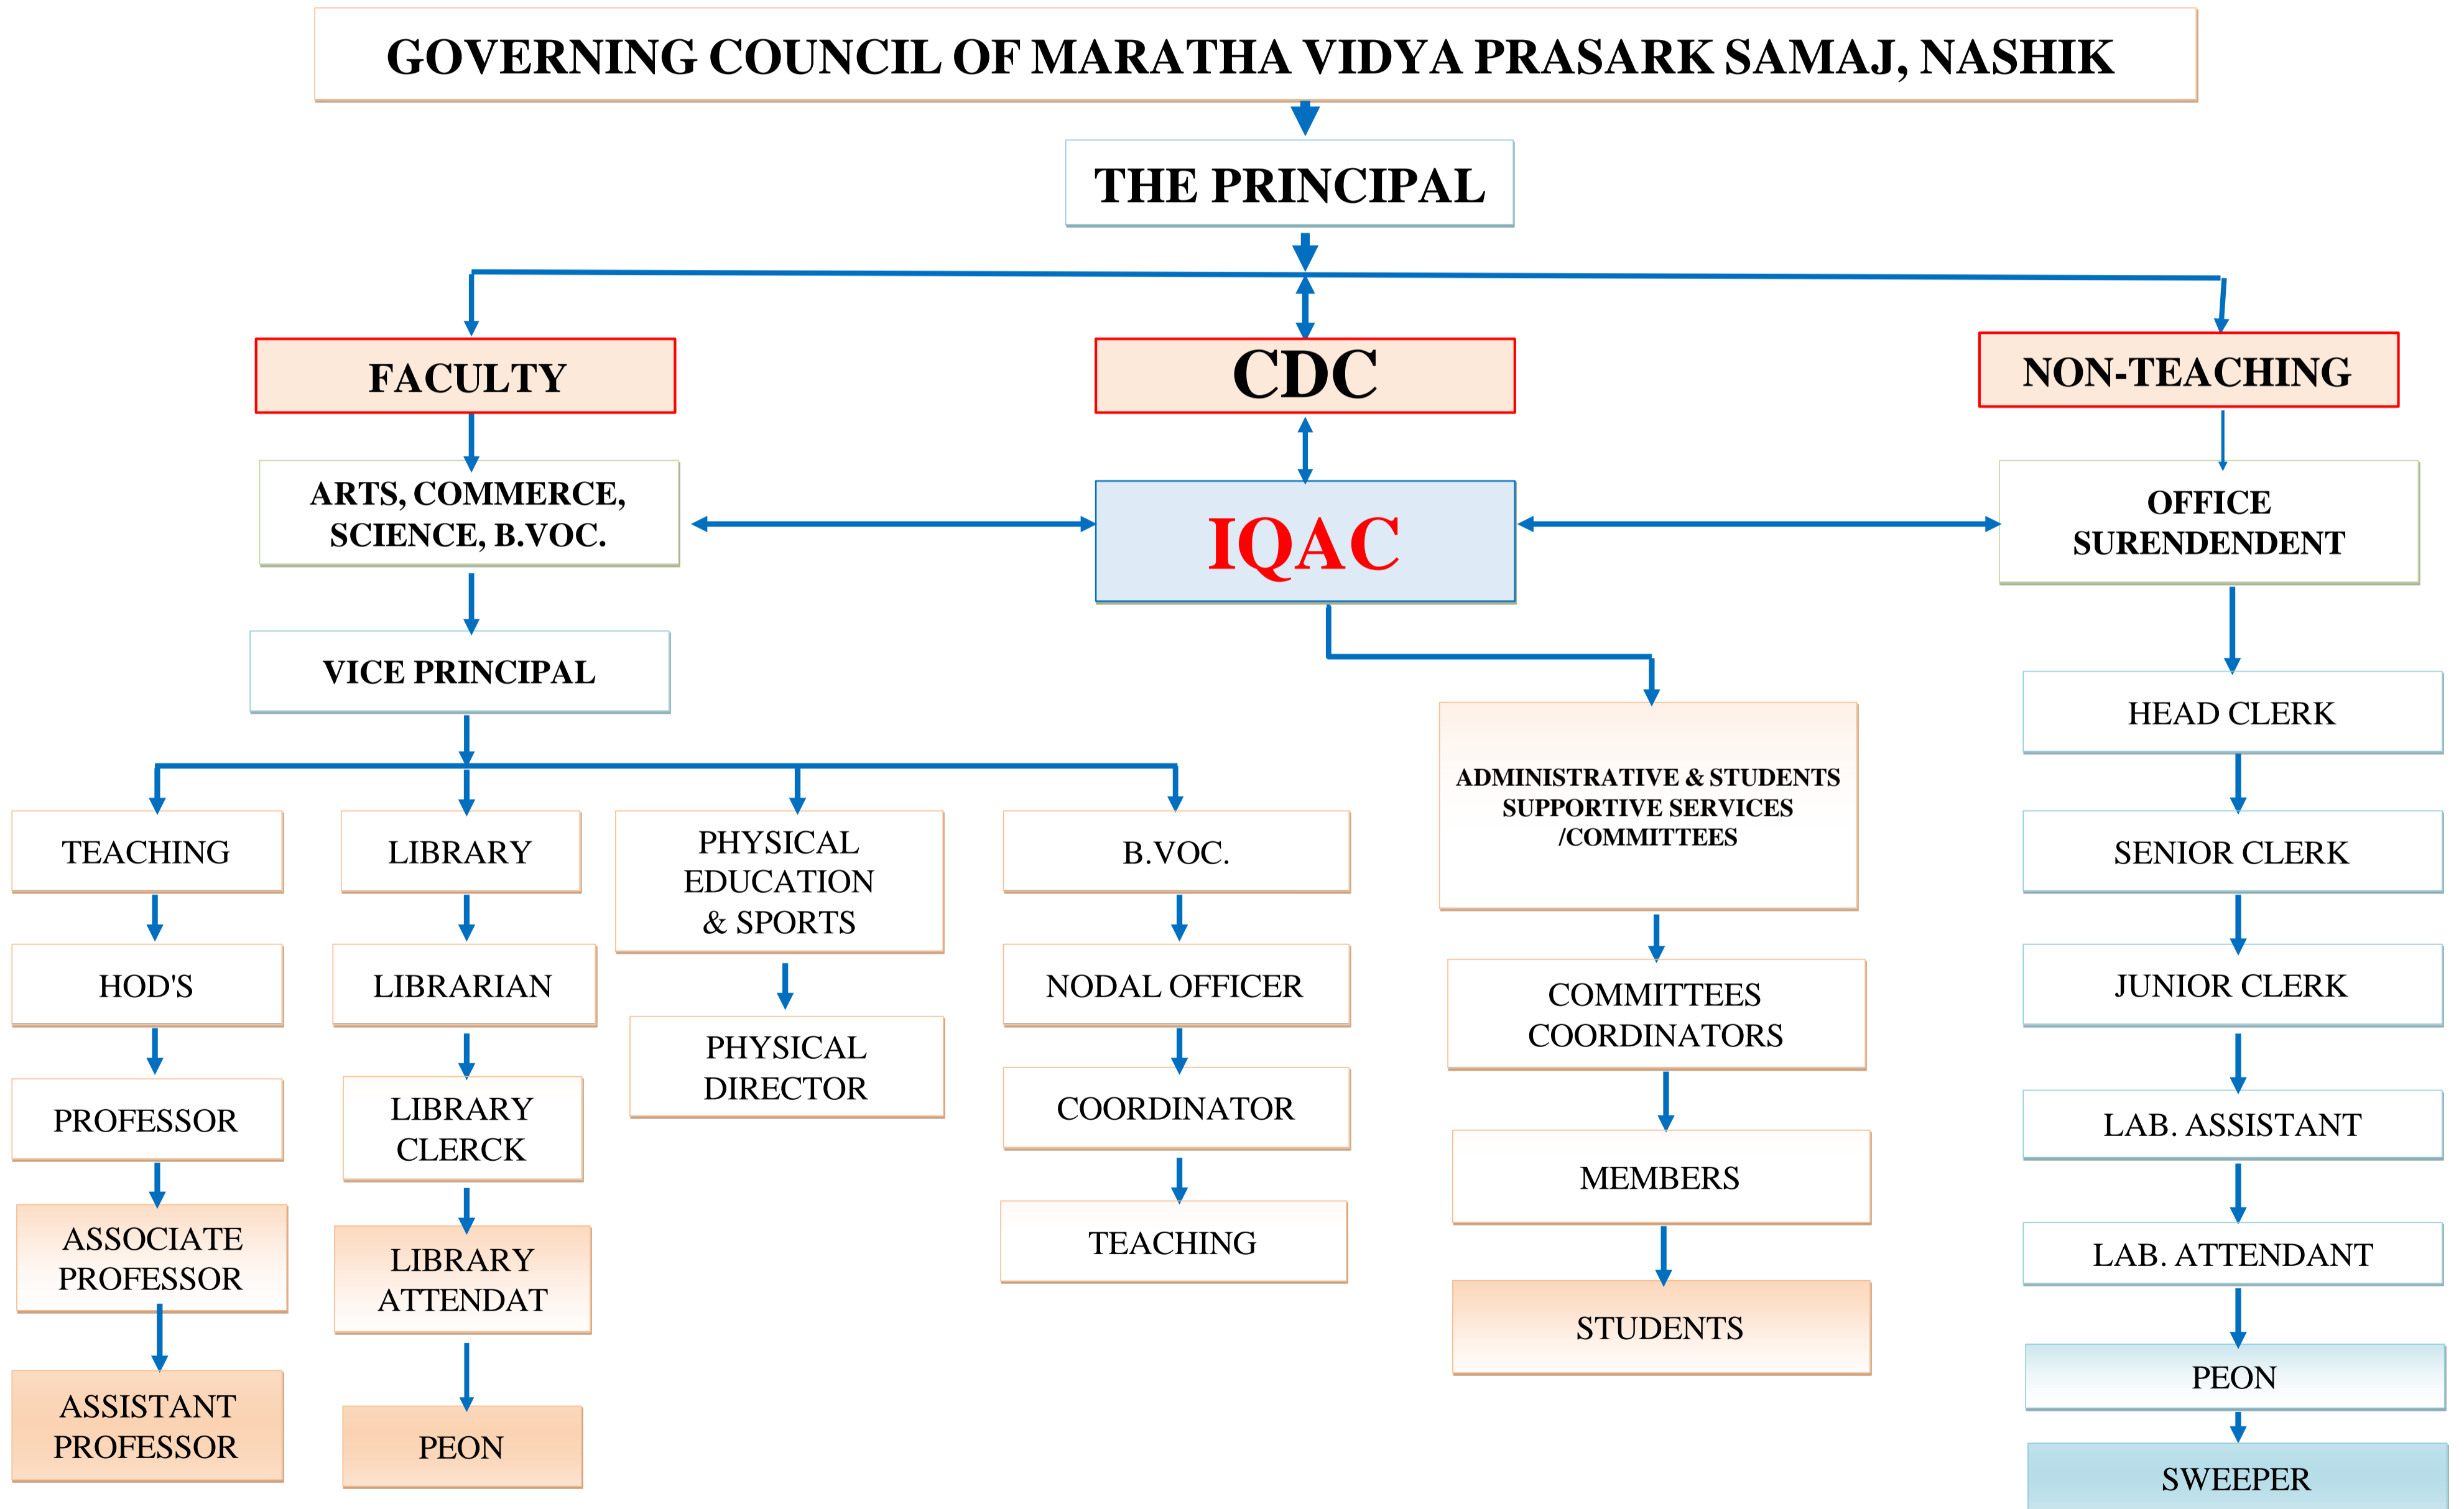 GOVERNING COUNCIL OF MARATHA VIDYA PRASARK SAMAJ, NASHIK
THE PRINCIPAL
FACULTY
CDC
NON-TEACHING
ARTS, COMMERCE,
SCIENCE, B.VOC.
IQAC
OFFICE
SURENDENDENT
VICE PRINCIPAL
HEAD CLERK
ADMINISTRATIVE & STUDENTS
SUPPORTIVE SERVICES
/COMMITTEES
TEACHING
LIBRARY
PHYSICAL
EDUCATION
& SPORTS
B.VOC.
SENIOR CLERK
HOD'S
LIBRARIAN
PHYSICAL
DIRECTOR
NODAL OFFICER
COMMITTEES
COORDINATORS
JUNIOR CLERK
PROFESSOR
LIBRARY
CLERCK
COORDINATOR
MEMBERS
LAB. ASSISTANT
ASSOCIATE
PROFESSOR
LIBRARY
ATTENDAT
TEACHING
STUDENTS
LAB. ATTENDANT
ASSISTANT
PROFESSOR
PEON
PEON
SWEEPER